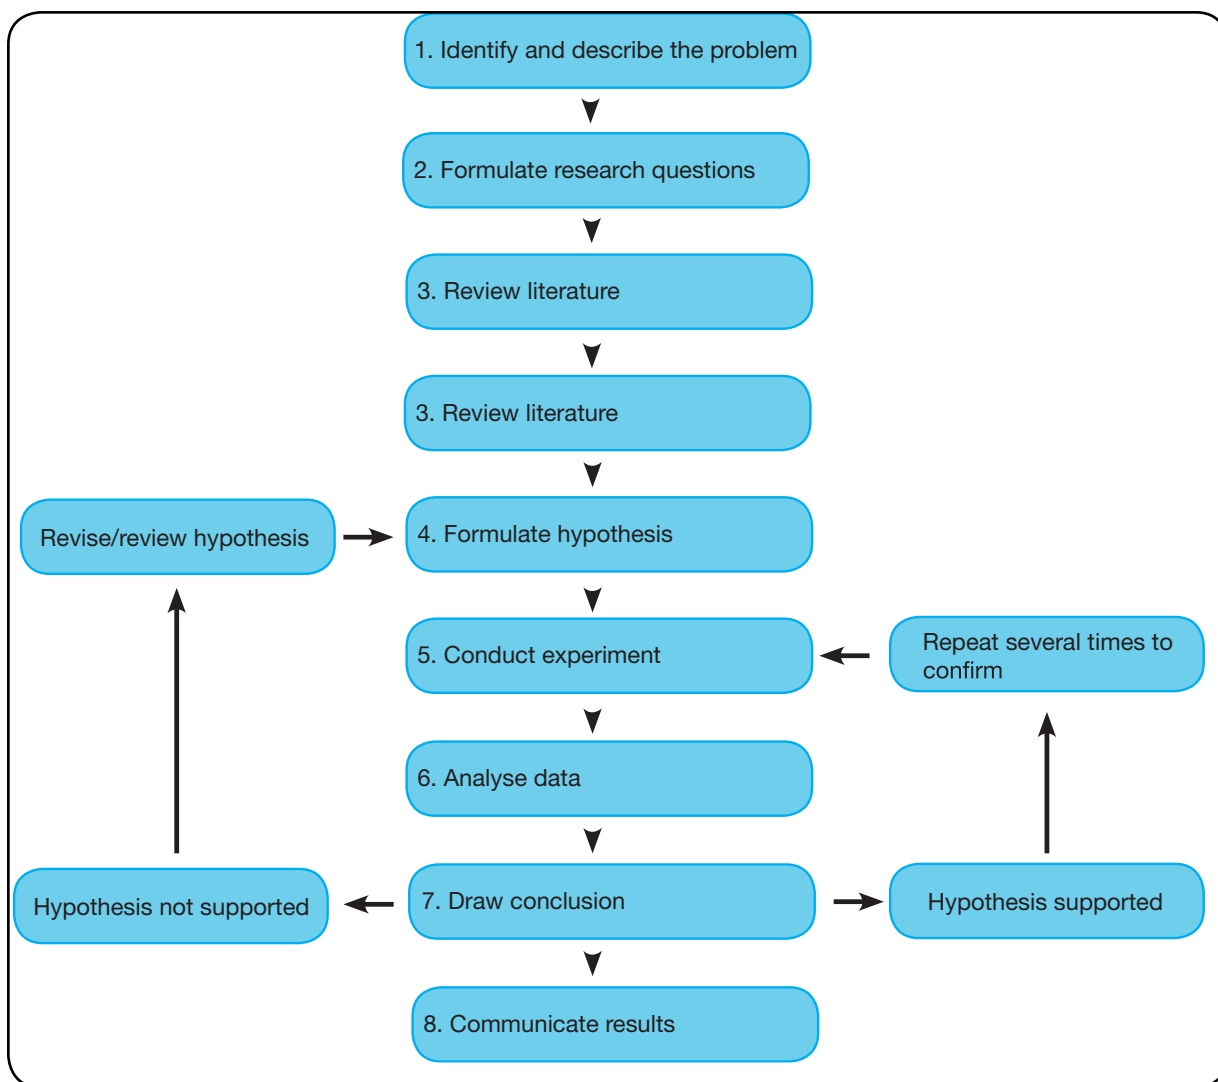 1. Identify and describe the problem
2. Formulate research questions
3. Review literature
3. Review literature
Revise/review hypothesis
4. Formulate hypothesis
5. Conduct experiment
Repeat several times to
confirm
6. Analyse data
Hypothesis not supported
7. Draw conclusion
Hypothesis supported
8. Communicate results